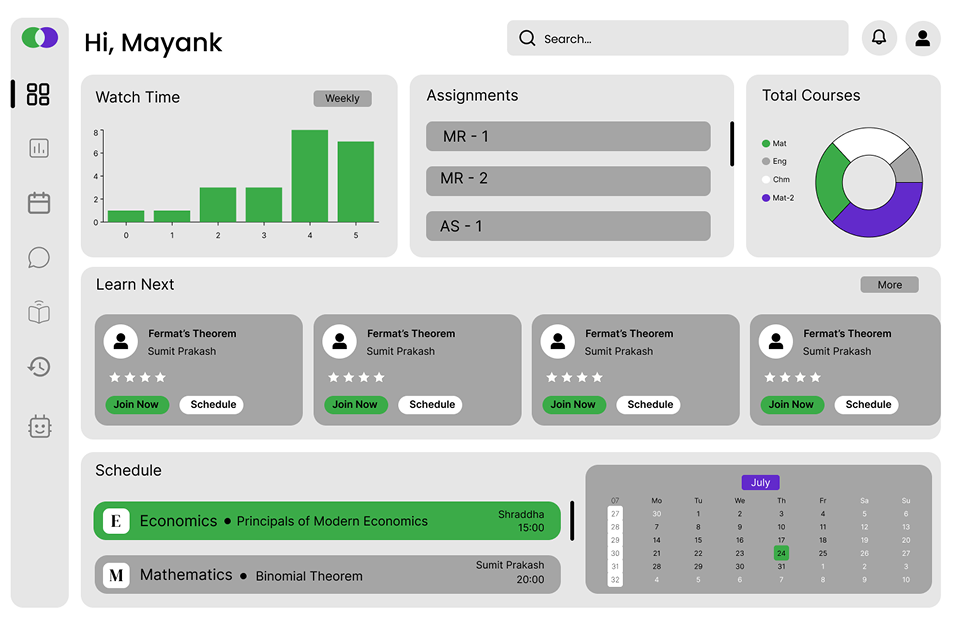 Hi, Mayank
Search...
Watch Time
Weekly
8
6
4
2
0
0 1 2 3 4 5
Assignments
MR - 1
MR - 2
AS - 1
Total Courses
Mat
Eng
Chm
Mat-2
Learn Next
More
Fermat's Theorem
Sumit Prakash
Join Now
Schedule
Fermat's Theorem
Sumit Prakash
Join Now
Schedule
Fermat's Theorem
Sumit Prakash
Join Now
Schedule
Fermat's Theorem
Sumit Prakash
Join Now
Schedule
Schedule
E
Economics • Principals of Modern Economics
Shraddha
15:00
M
Mathematics • Binomial Theorem
Sumit Prakash
20:00
July
07 Mo Tu We Th Fr Sa Su
27 30 1 2 3 4 5 6
28 7 8 9 10 11 12 13
29 14 15 16 17 18 19 20
30 21 22 23 24 25 26 27
31 28 29 30 31 1 2 3
32 4 5 6 7 8 9 10